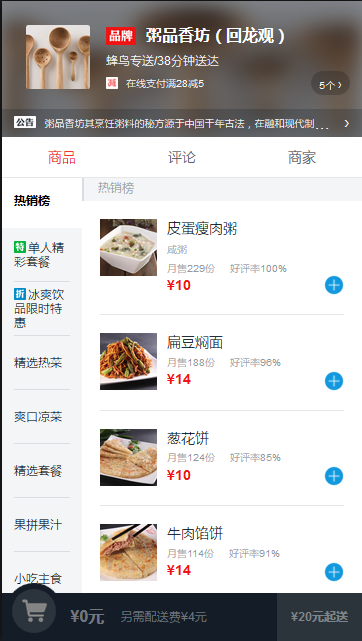 品牌 粥品香坊（回龙观）
蜂鸟专送/38分钟送达
减 在线支付满28减5
5个 >
公告 粥品香坊其烹饪粥料的秘方源于中国千年古法，在融和现代制... >
商品 评论 商家
热销榜
特 单人精
彩套餐
折 冰爽饮
品限时特
惠
精选热菜
爽口凉菜
精选套餐
果拼果汁
小吃主食
热销榜
皮蛋瘦肉粥
咸粥
月售229份 好评率100%
¥10
扁豆焖面
月售188份 好评率96%
¥14
葱花饼
月售124份 好评率85%
¥10
牛肉馅饼
月售114份 好评率91%
¥14
¥0元 另需配送费¥4元 ¥20元起送